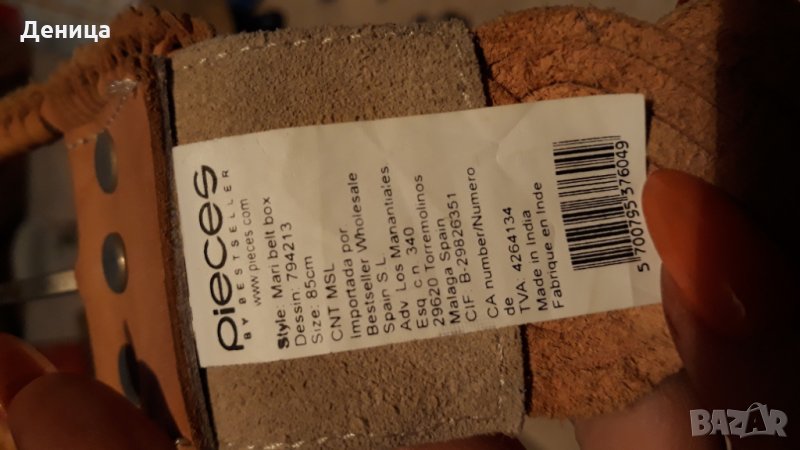 Деница
pieces
BY BESTSELLER
www.pieces.com
Style: Mari belt box
Dessin: 794213
Size: 85cm
CNT MSL
Importada por
Bestseller Wholesale
Spain S L.
Adv Los Manantiales
Esq c n. 340
29620 Torremolinos
Malaga Spain
CIF. B-29826351
CA number/Numero
de
TVA: 4264134
Made in India
Fabrique en Inde
5 700795 376049
BAZAR